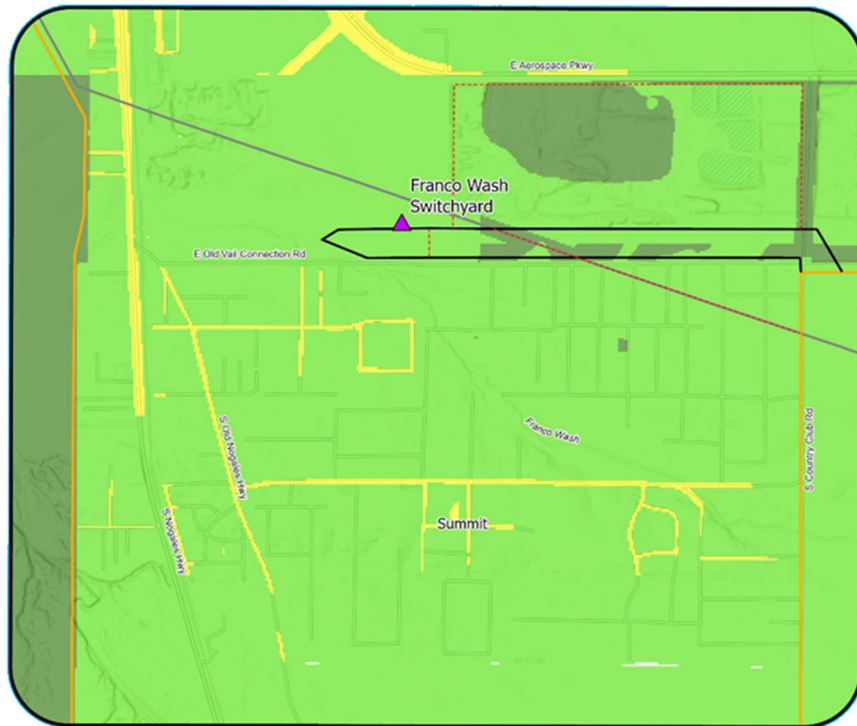 E Aerospace Pkwy
Franco Wash
Switchyard
E Old Vail Connection Rd
S Old Nogales Hwy
Franco Wash
S Country Club Rd
S Nogales Hwy
Summit